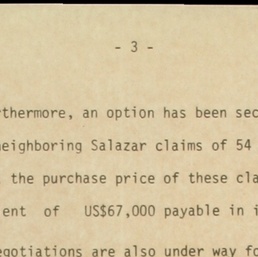 - 3 -
rthermore, an option has been sec
neighboring Salazar claims of 54
the purchase price of these cla
ent of US$67,000 payable in i
egotiations are also under way fo